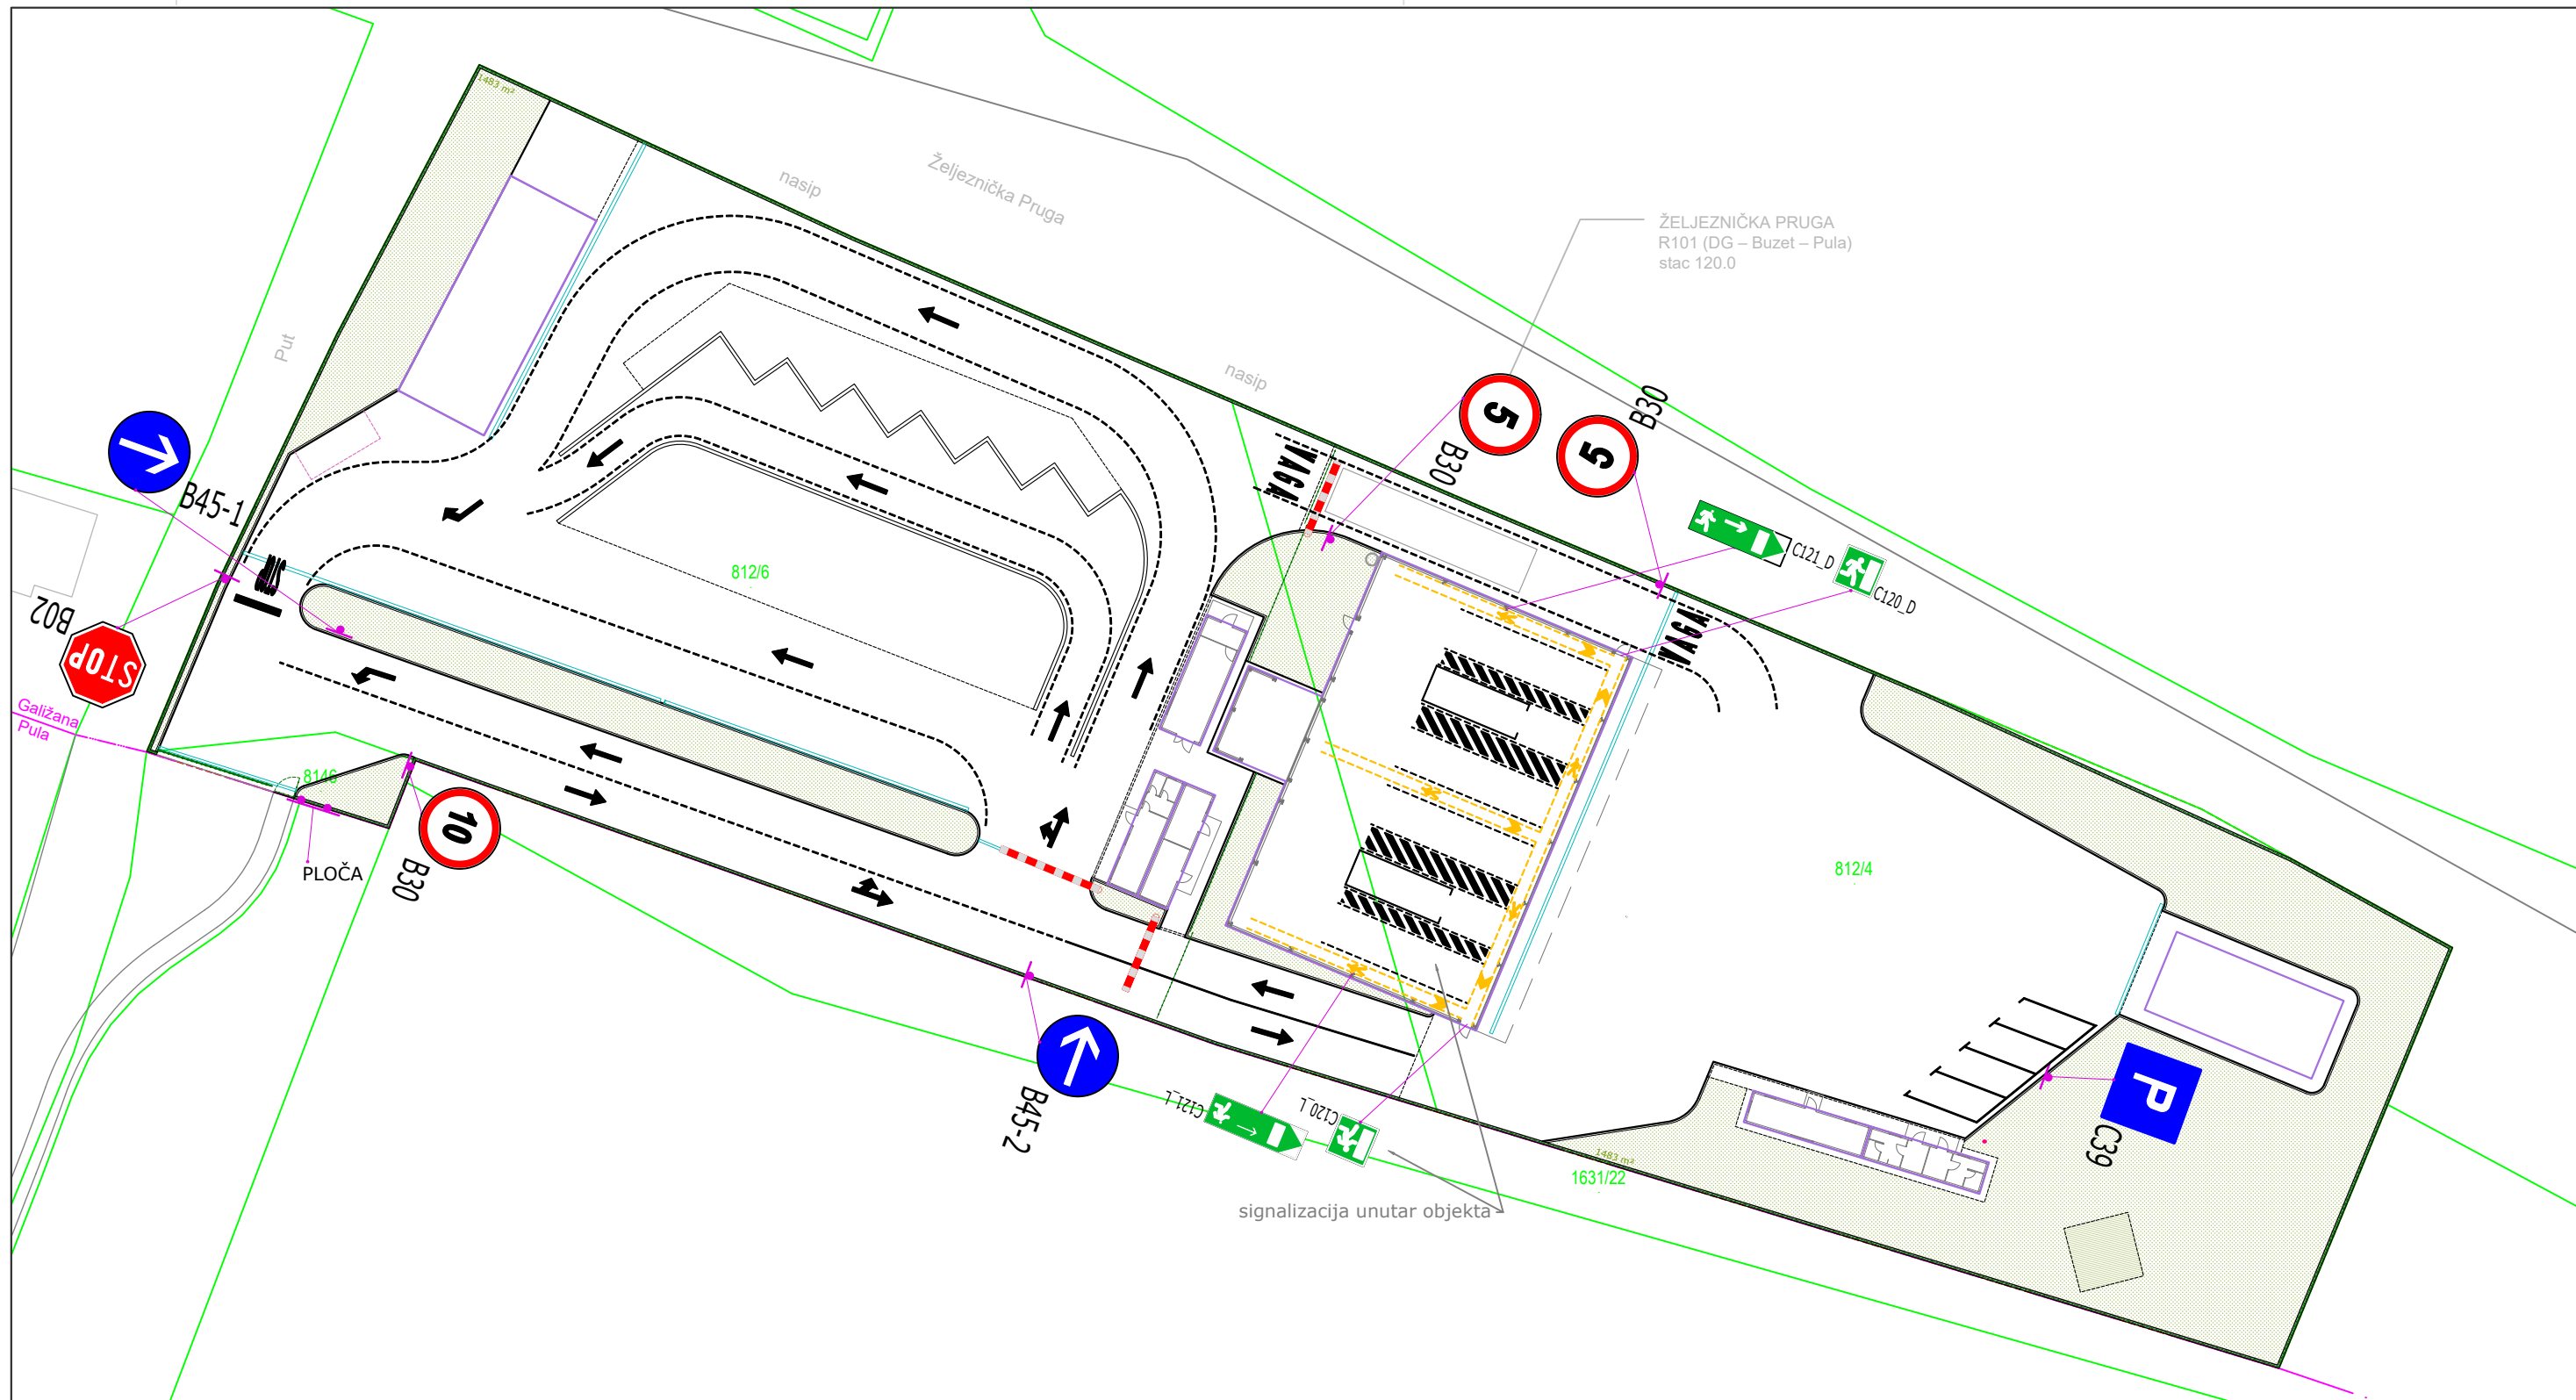 1483 m²
nasip
Željeznička Pruga
ŽELJEZNIČKA PRUGA
R101 (DG – Buzet – Pula)
stac 120.0
Put
nasip
5
B30
5
B30
VAGA
B45-1
C121_D
C120_D
STOP
B02
STOP
812/6
VAGA
Galižana
Pula
8146
10
B30
PLOČA
812/4
B45-2
C121_L
C120_L
P
C39
1483 m²
1631/22
signalizacija unutar objekta